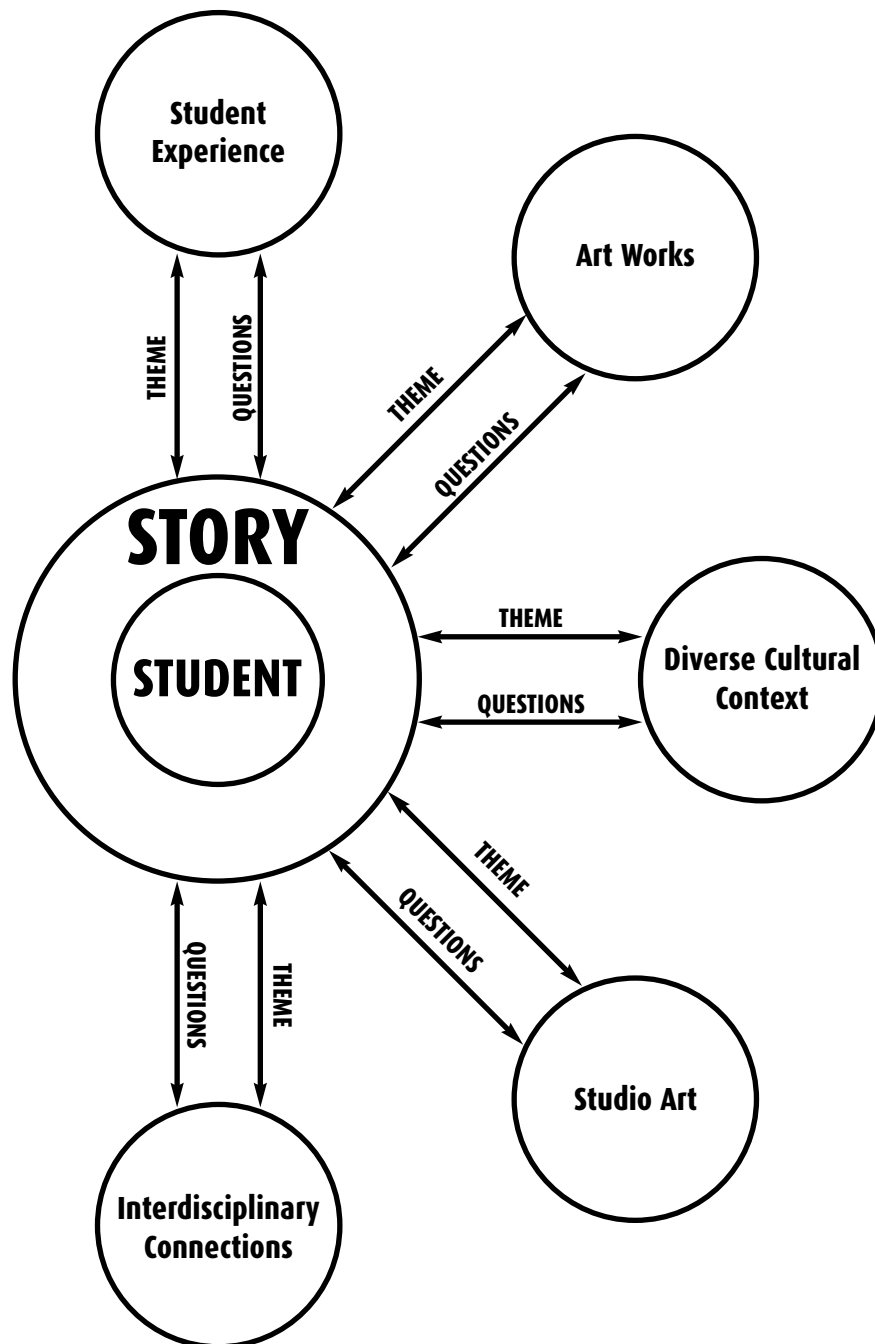 Student
Experience
Art Works
THEME
QUESTIONS
THEME
QUESTIONS
STORY
STUDENT
THEME
QUESTIONS
Diverse Cultural
Context
THEME
QUESTIONS
QUESTIONS
THEME
Studio Art
Interdisciplinary
Connections